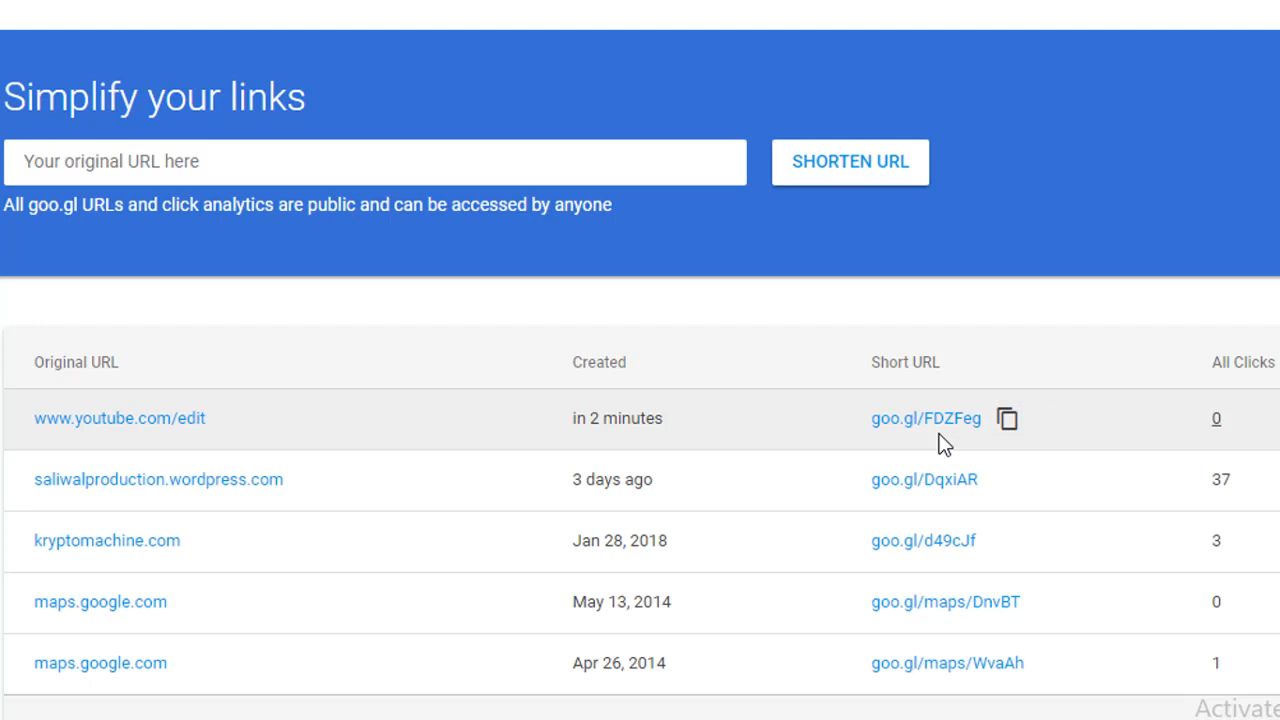 Simplify your links
Your original URL here
SHORTEN URL
All goo.gl URLs and click analytics are public and can be accessed by anyone
Original URL Created Short URL All Clicks
www.youtube.com/edit in 2 minutes goo.gl/FDZFeg 0
saliwalproduction.wordpress.com 3 days ago goo.gl/DqxiAR 37
kryptomachine.com Jan 28, 2018 goo.gl/d49cJf 3
maps.google.com May 13, 2014 goo.gl/maps/DnvBT 0
maps.google.com Apr 26, 2014 goo.gl/maps/WvaAh 1
Activate